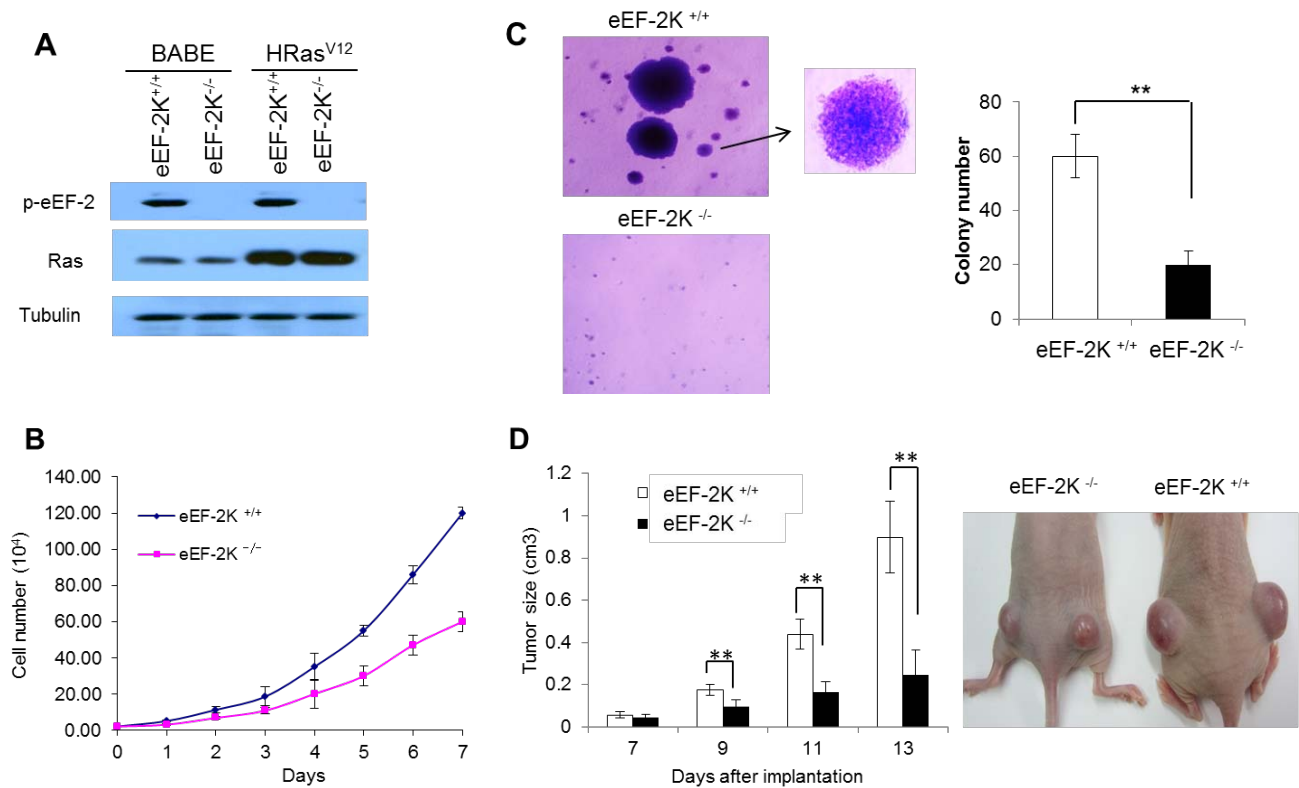 A
BABE HRasV12
eEF-2K+/+ eEF-2K-/- eEF-2K+/+ eEF-2K-/-
p-eEF-2
Ras
Tubulin
B
140.00
120.00
100.00
80.00
60.00
40.00
20.00
0.00
Cell number (10⁴)
eEF-2K +/+
eEF-2K −/−
0 1 2 3 4 5 6 7
Days
C
eEF-2K +/+
eEF-2K -/-
80
60
40
20
0
Colony number
**
eEF-2K +/+ eEF-2K -/-
D
1.2
1
0.8
0.6
0.4
0.2
0
Tumor size (cm3)
eEF-2K +/+
eEF-2K -/-
**
**
**
7 9 11 13
Days after implantation
eEF-2K -/- eEF-2K +/+